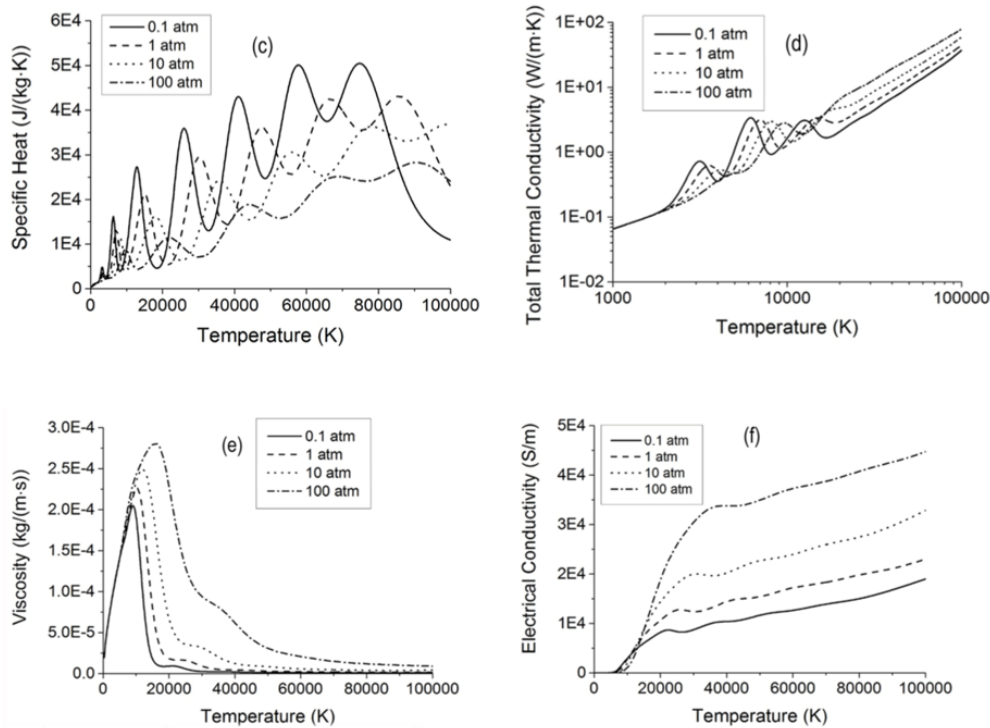 6E4
5E4
4E4
3E4
2E4
1E4
0
Specific Heat (J/(kg·K))
0.1 atm
1 atm
10 atm
100 atm
(c)
0 20000 40000 60000 80000 100000
Temperature (K)
1E+02
1E+01
1E+00
1E-01
1E-02
Total Thermal Conductivity (W/(m·K)
0.1 atm
1 atm
10 atm
100 atm
(d)
1000 10000 100000
Temperature (K)
3.0E-4
2.5E-4
2.0E-4
1.5E-4
1.0E-4
5.0E-5
0.0
Viscosity (kg/(m·s))
(e)
0.1 atm
1 atm
10 atm
100 atm
0 20000 40000 60000 80000 100000
Temperature (K)
5E4
4E4
3E4
2E4
1E4
0
Electrical Conductivity (S/m)
0.1 atm
1 atm
10 atm
100 atm
(f)
0 20000 40000 60000 80000 100000
Temperature (K)